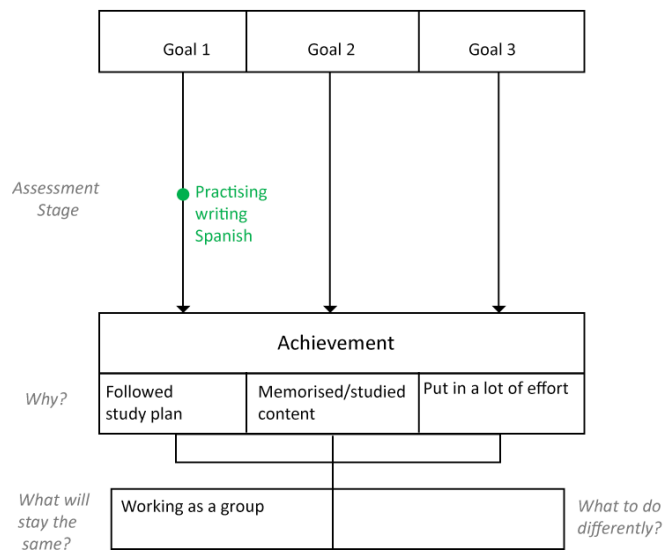 Goal 1
Goal 2
Goal 3
Assessment
Stage
Practising
writing
Spanish
Achievement
Why?
Followed
study plan
Memorised/studied
content
Put in a lot of effort
What will
stay the
same?
Working as a group
What to do
differently?